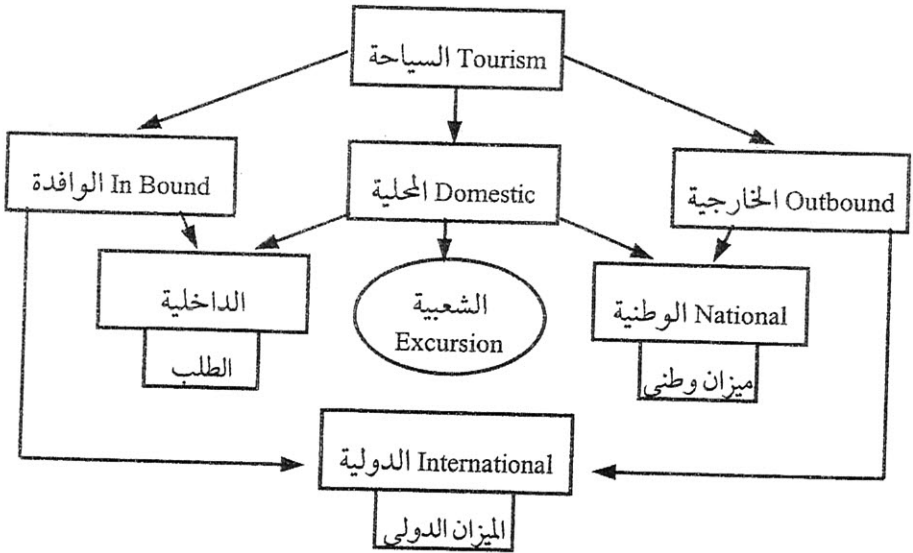 السياحة Tourism
الوافدة In Bound
المحلية Domestic
الخارجية Outbound
الداخلية
الطلب
الشعبية
Excursion
الوطنية National
ميزان وطني
الدولية International
الميزان الدولي